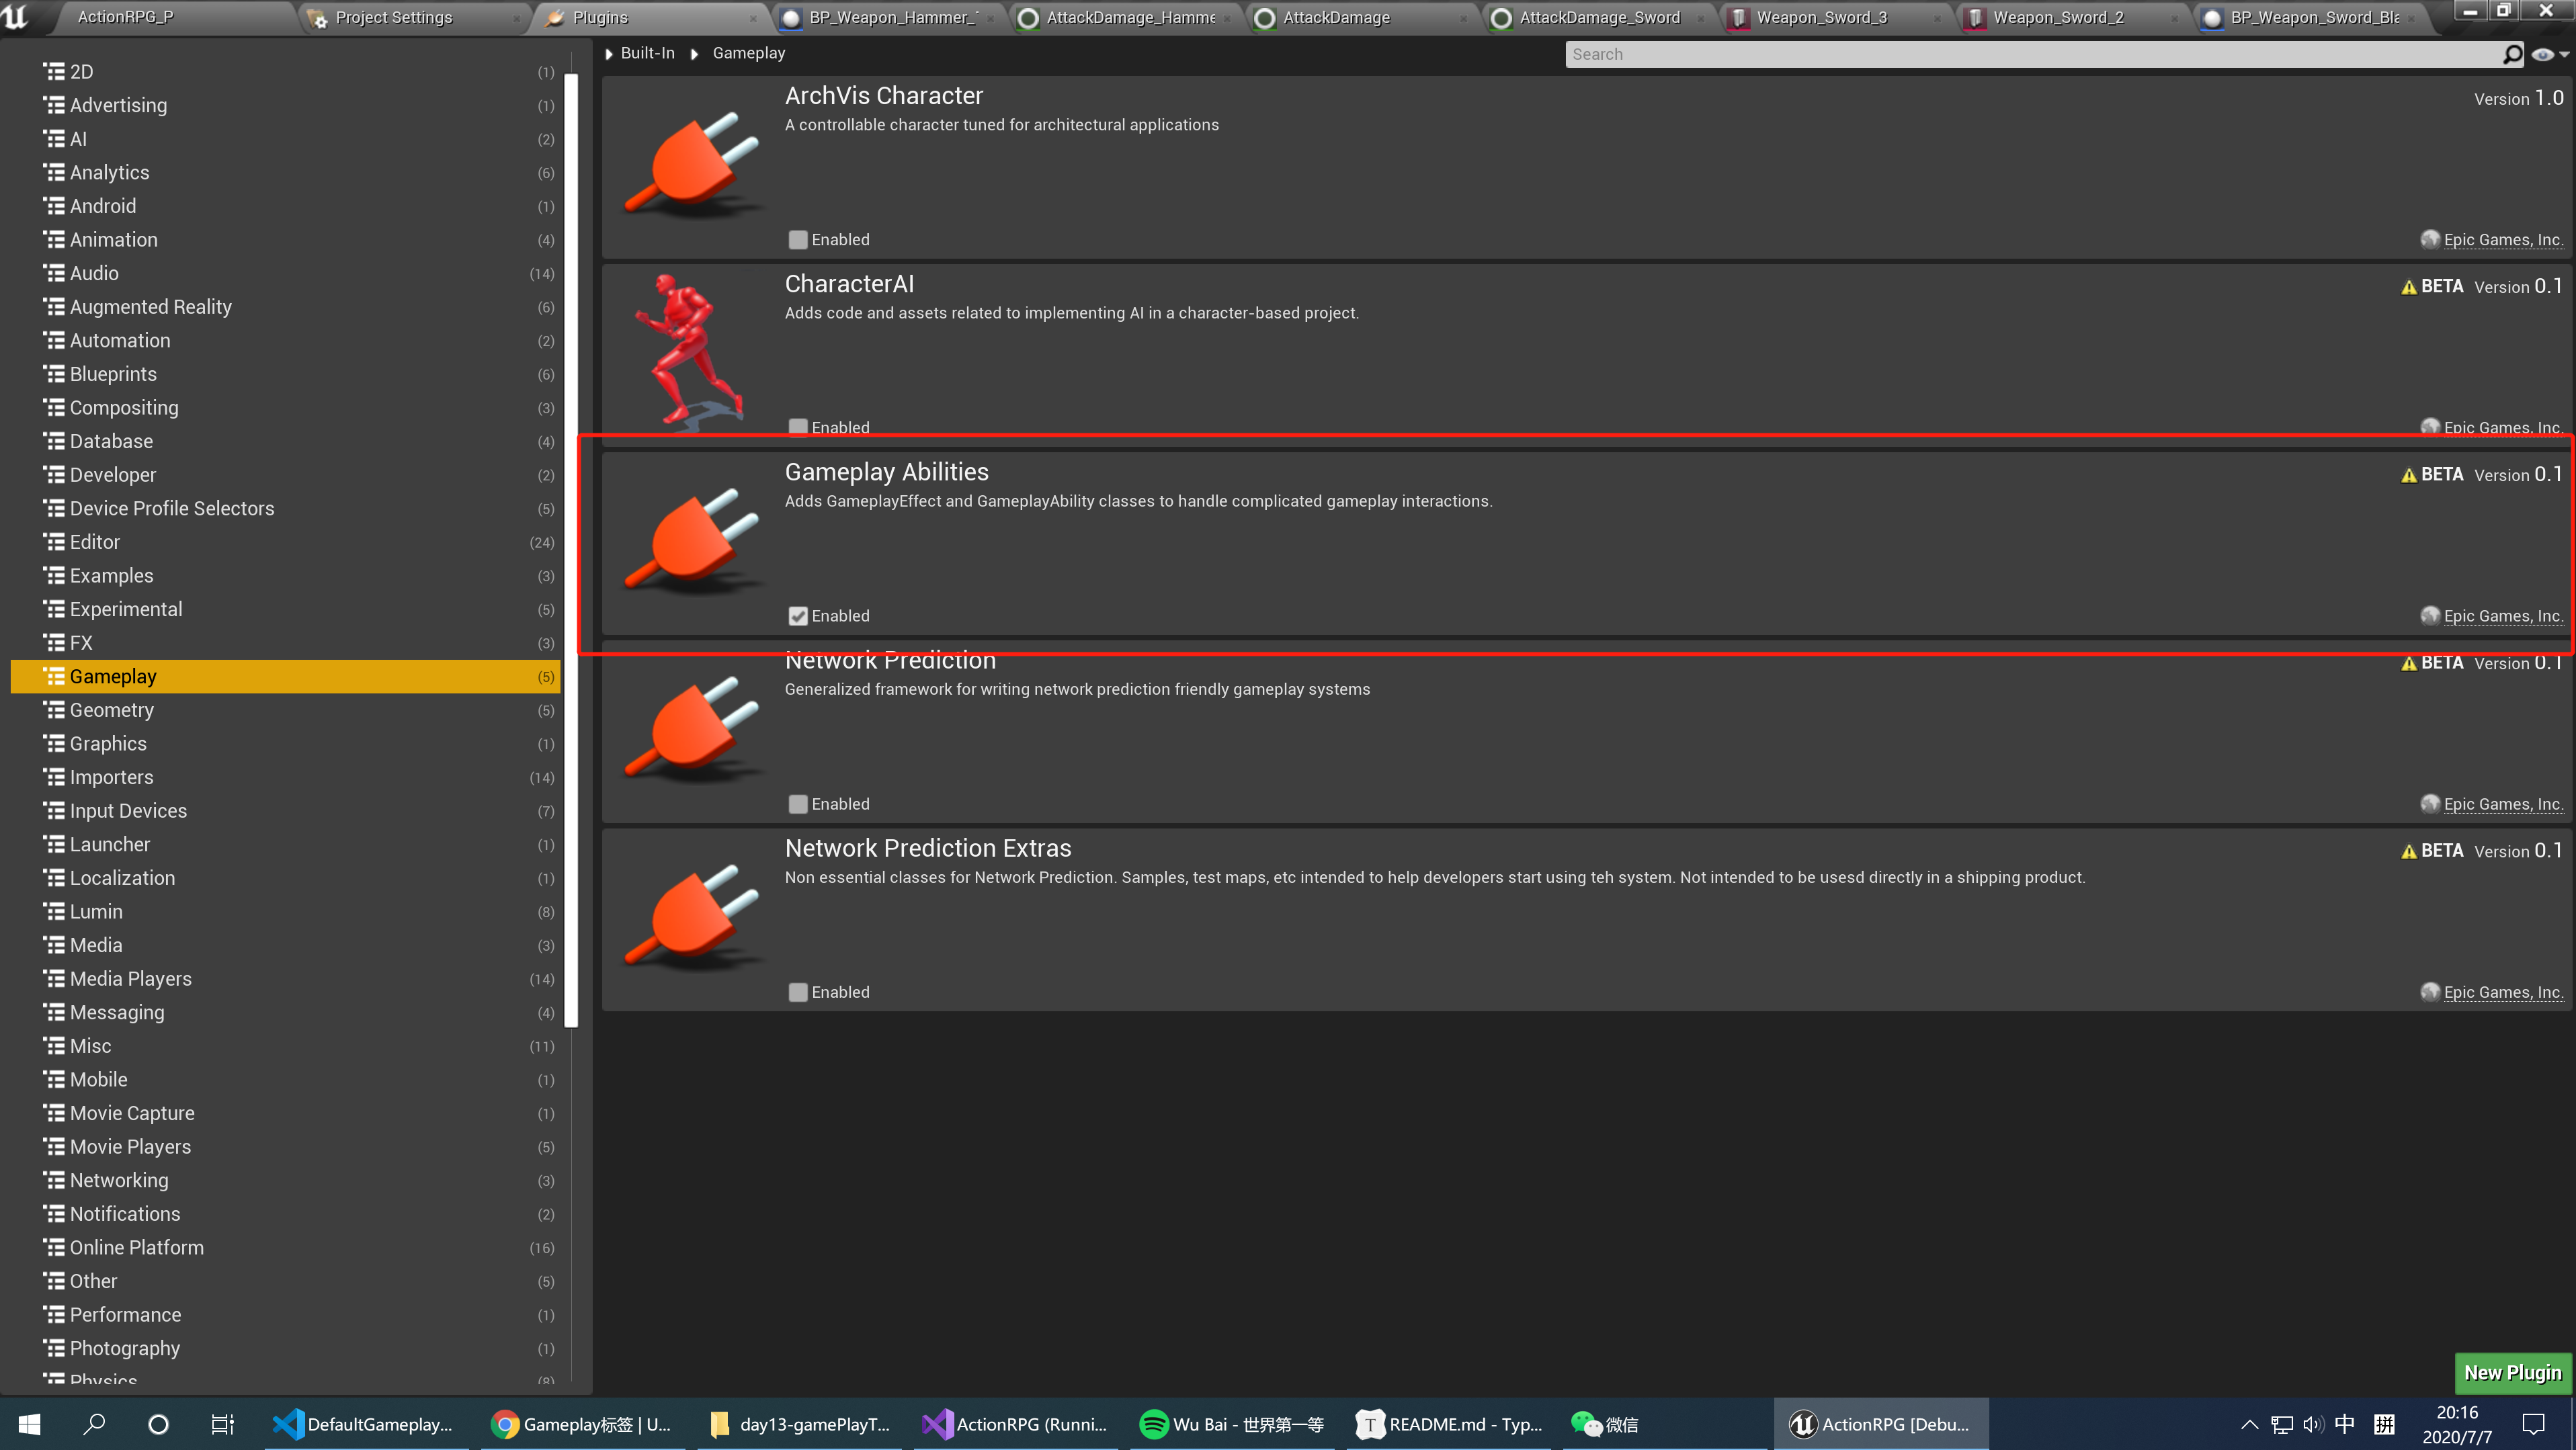 ActionRPG_P
Project Settings
Plugins
BP_Weapon_Hammer_
AttackDamage_Hamme
AttackDamage
AttackDamage_Sword
Weapon_Sword_3
Weapon_Sword_2
BP_Weapon_Sword_Bla
Built-In
Gameplay
Search
2D (1)
Advertising (1)
AI (2)
Analytics (6)
Android (1)
Animation (4)
Audio (14)
Augmented Reality (6)
Automation (2)
Blueprints (6)
Compositing (3)
Database (4)
Developer (2)
Device Profile Selectors (5)
Editor (24)
Examples (3)
Experimental (5)
FX (3)
Gameplay (5)
Geometry (5)
Graphics (1)
Importers (14)
Input Devices (7)
Launcher (1)
Localization (1)
Lumin (8)
Media (3)
Media Players (14)
Messaging (4)
Misc (11)
Mobile (1)
Movie Capture (1)
Movie Players (5)
Networking (3)
Notifications (2)
Online Platform (16)
Other (5)
Performance (1)
Photography (1)
Physics (8)
ArchVis Character
Version 1.0
A controllable character tuned for architectural applications
Enabled
Epic Games, Inc.
CharacterAI
BETA Version 0.1
Adds code and assets related to implementing AI in a character-based project.
Enabled
Epic Games, Inc.
Gameplay Abilities
BETA Version 0.1
Adds GameplayEffect and GameplayAbility classes to handle complicated gameplay interactions.
Enabled
Epic Games, Inc.
Network Prediction
BETA Version 0.1
Generalized framework for writing network prediction friendly gameplay systems
Enabled
Epic Games, Inc.
Network Prediction Extras
BETA Version 0.1
Non essential classes for Network Prediction. Samples, test maps, etc intended to help developers start using teh system. Not intended to be usesd directly in a shipping product.
Enabled
Epic Games, Inc.
New Plugin
DefaultGameplay...
Gameplay标签 | U...
day13-gamePlayT...
ActionRPG (Runni...
Wu Bai - 世界第一等
README.md - Typ...
微信
ActionRPG [Debu...
中
拼
20:16
2020/7/7